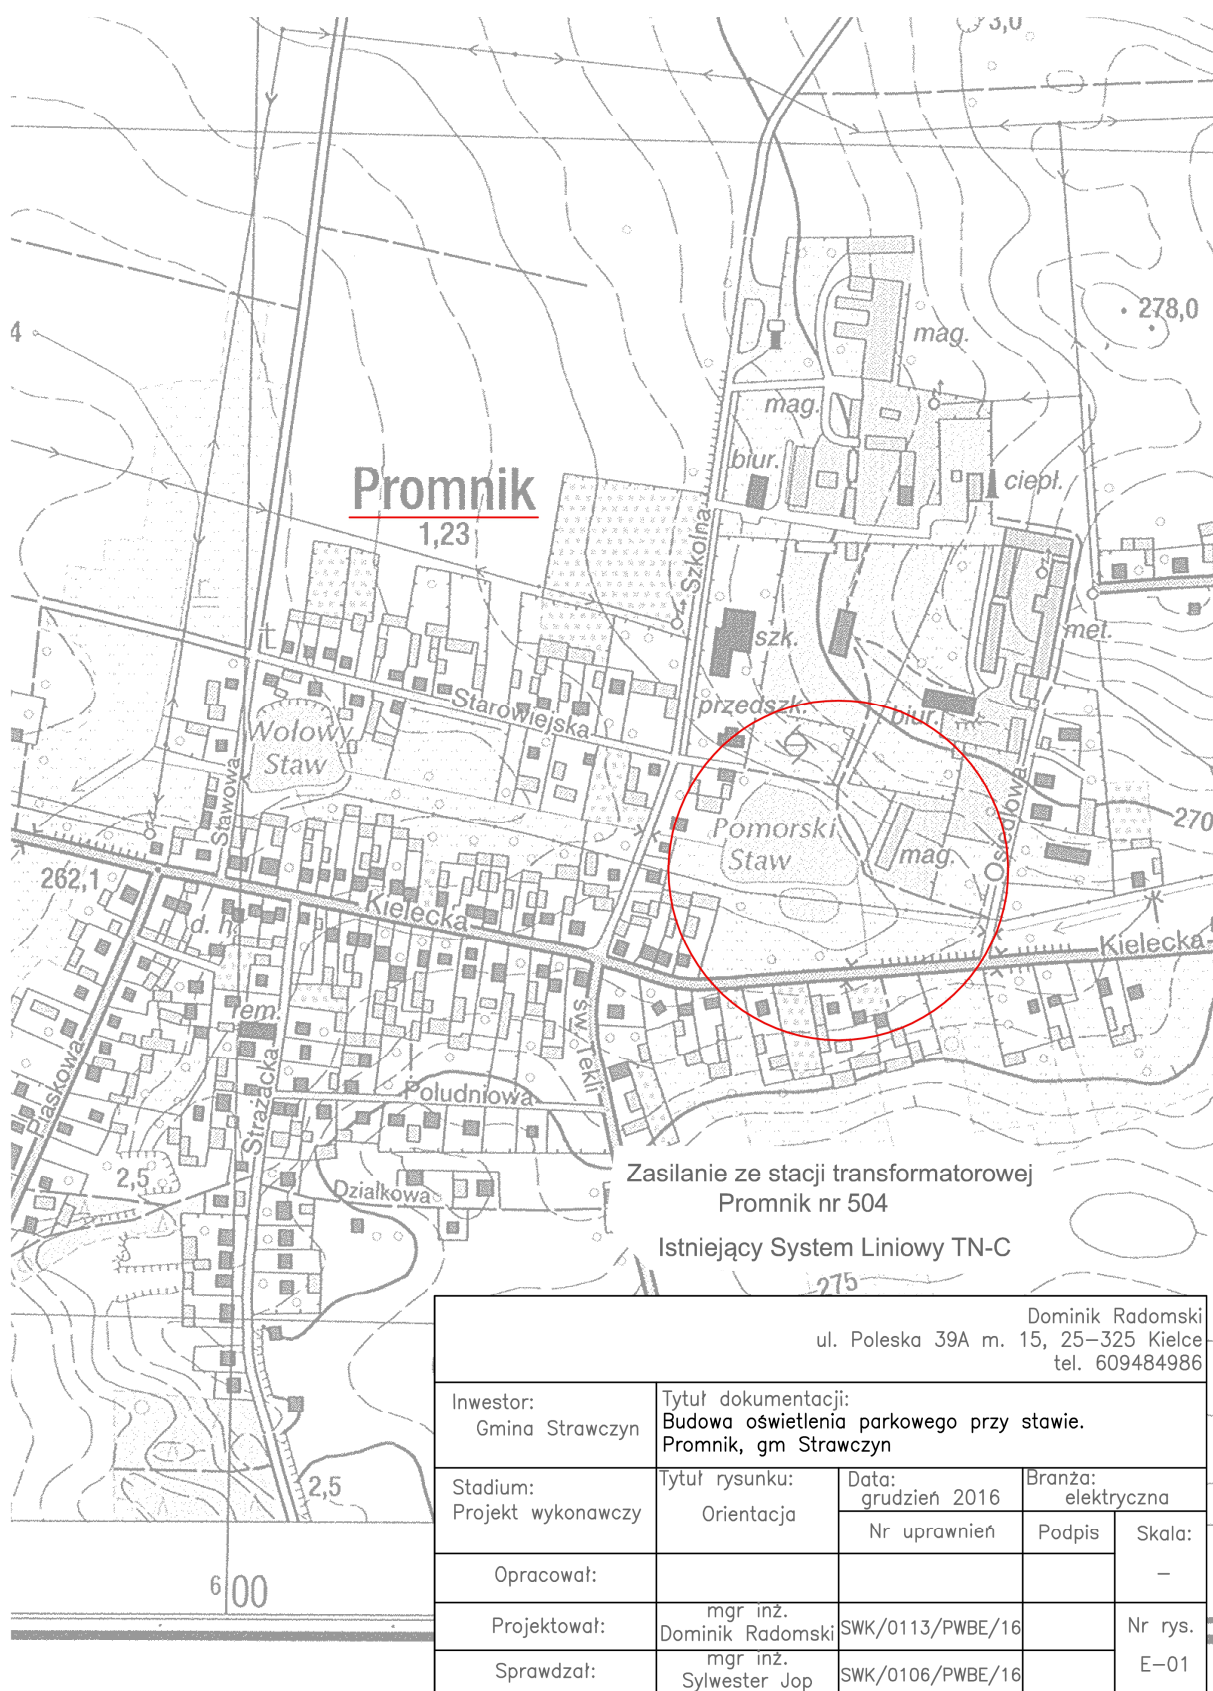 3,0
278,0
4
mag.
mag.
biur.
ciepł.
Promnik
1,23
Szkolna
szk.
met.
Starowiejska
przedszk.
biur.
Wołowy
Staw
Stawowa
Pomorski
Staw
mag.
Osiedlowa
270
262,1
d. h.
Kielecka
Kielecka
rem.
św. Tekli
Piaskowa
Strażacka
Południowa
2,5
Działkowa
Zasilanie ze stacji transformatorowej
Promnik nr 504
Istniejący System Liniowy TN-C
275
2,5
600
Dominik Radomski
ul. Poleska 39A m. 15, 25-325 Kielce
tel. 609484986
Inwestor:
Gmina Strawczyn
Tytuł dokumentacji:
Budowa oświetlenia parkowego przy stawie.
Promnik, gm Strawczyn
Stadium:
Projekt wykonawczy
Tytuł rysunku:
Orientacja
Data:
grudzień 2016
Branża:
elektryczna
Nr uprawnień
Podpis
Skala:
–
Opracował:
Projektował:
mgr inż.
Dominik Radomski
SWK/0113/PWBE/16
Nr rys.
E-01
Sprawdzał:
mgr inż.
Sylwester Jop
SWK/0106/PWBE/16